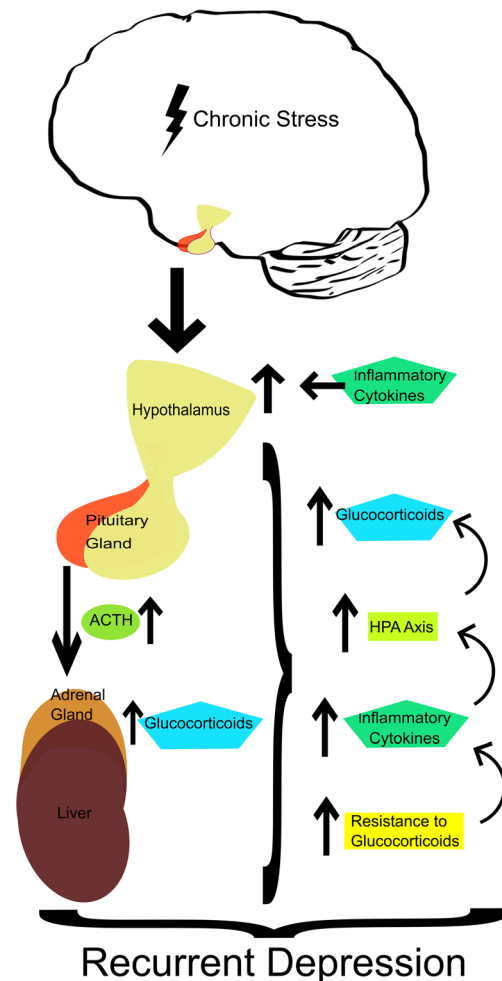 Chronic Stress
Hypothalamus
Inflammatory
Cytokines
Pituitary
Gland
Glucocorticoids
ACTH
HPA Axis
Adrenal
Gland
Glucocorticoids
Inflammatory
Cytokines
Liver
Resistance to
Glucocorticoids
Recurrent Depression